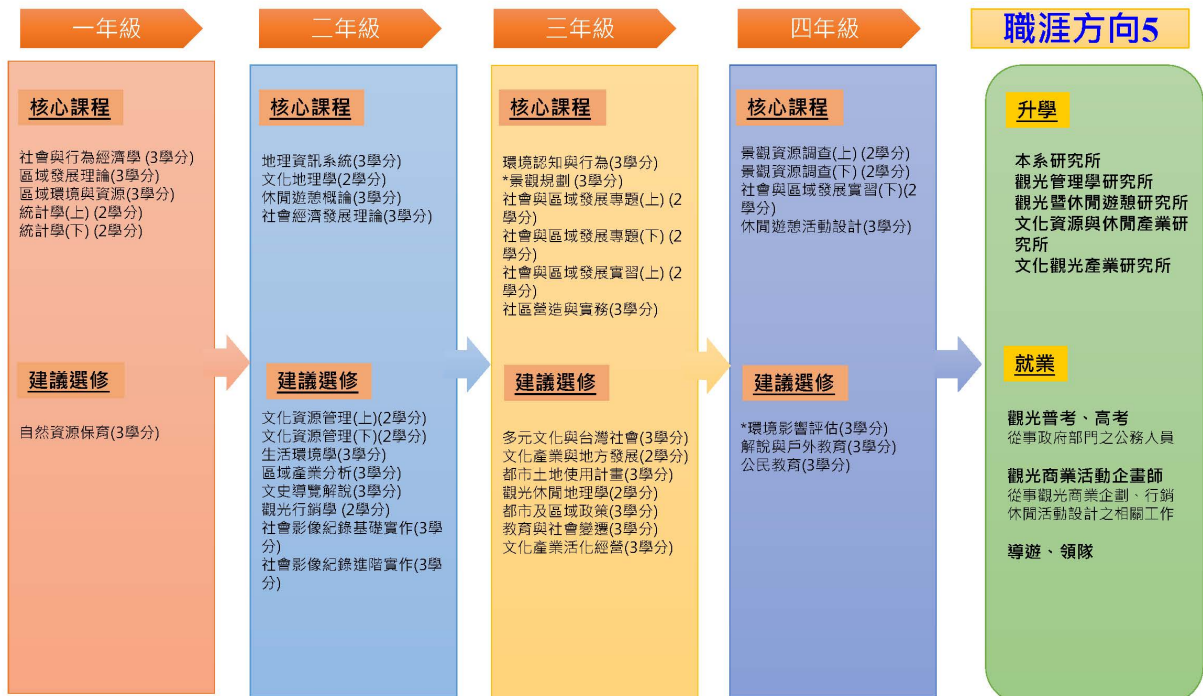 一年級
二年級
三年級
四年級
職涯方向5
核心課程
社會與行為經濟學 (3學分)
區域發展理論(3學分)
區域環境與資源(3學分)
統計學(上) (2學分)
統計學(下) (2學分)
建議選修
自然資源保育(3學分)
核心課程
地理資訊系統(3學分)
文化地理學(2學分)
休閒遊憩概論(3學分)
社會經濟發展理論(3學分)
建議選修
文化資源管理(上)(2學分)
文化資源管理(下)(2學分)
生活環境學(3學分)
區域產業分析(3學分)
文史導覽解說(3學分)
觀光行銷學 (2學分)
社會影像紀錄基礎實作(3學
分)
社會影像紀錄進階實作(3學
分)
核心課程
環境認知與行為(3學分)
*景觀規劃 (3學分)
社會與區域發展專題(上) (2
學分)
社會與區域發展專題(下) (2
學分)
社會與區域發展實習(上) (2
學分)
社區營造與實務(3學分)
建議選修
多元文化與台灣社會(3學分)
文化產業與地方發展(2學分)
都市土地使用計畫(3學分)
觀光休閒地理學(2學分)
都市及區域政策(3學分)
教育與社會變遷(3學分)
文化產業活化經營(3學分)
核心課程
景觀資源調查(上) (2學分)
景觀資源調查(下) (2學分)
社會與區域發展實習(下)(2
學分)
休閒遊憩活動設計(3學分)
建議選修
*環境影響評估(3學分)
解說與戶外教育(3學分)
公民教育(3學分)
升學
本系研究所
觀光管理學研究所
觀光暨休閒遊憩研究所
文化資源與休閒產業研
究所
文化觀光產業研究所
就業
觀光普考、高考
從事政府部門之公務人員
觀光商業活動企畫師
從事觀光商業企劃、行銷
休閒活動設計之相關工作
導遊、領隊